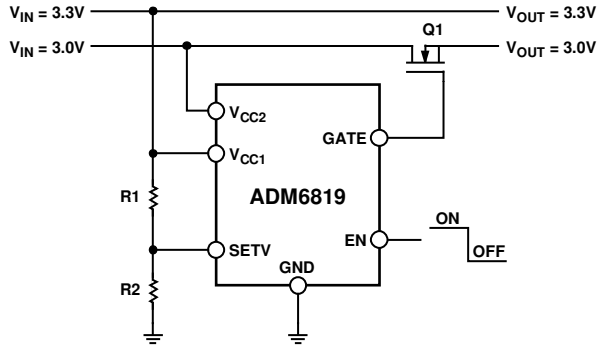 VIN = 3.3V
VOUT = 3.3V
VIN = 3.0V
Q1
VOUT = 3.0V
VCC2
GATE
VCC1
R1
ADM6819
ON
EN
SETV
OFF
GND
R2